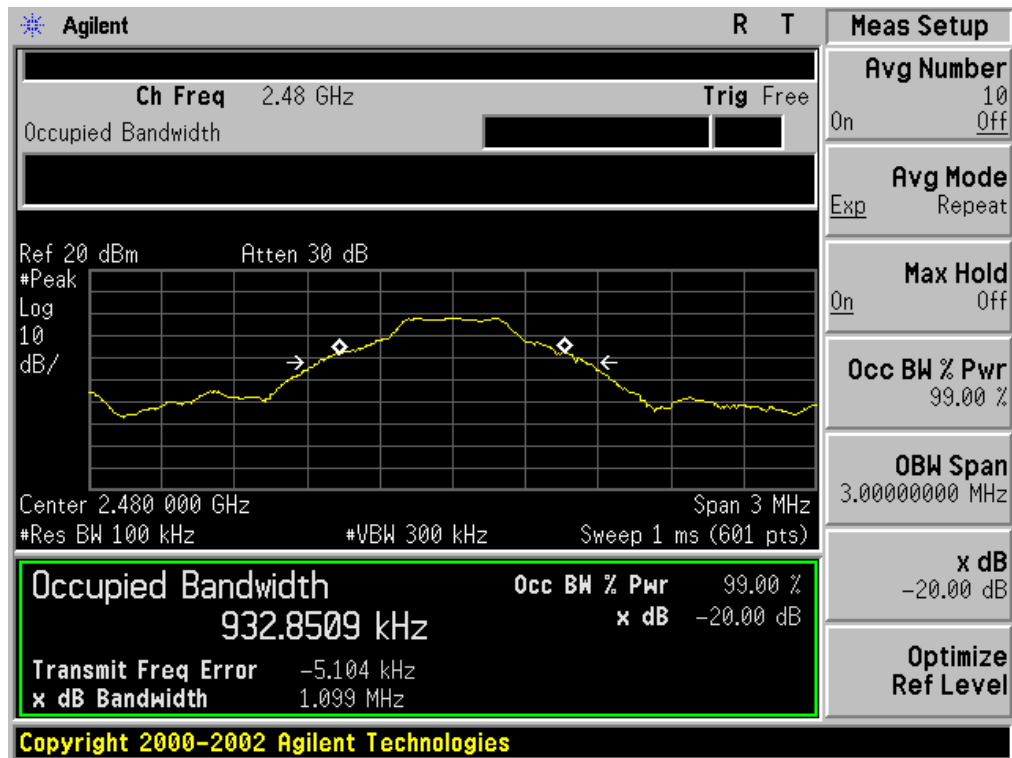 Agilent R T Meas Setup
Ch Freq 2.48 GHz Trig Free
Occupied Bandwidth
Avg Number
10
On Off
Avg Mode
Exp Repeat
Max Hold
On Off
Occ BW % Pwr
99.00 %
OBW Span
3.00000000 MHz
x dB
-20.00 dB
Optimize
Ref Level
Ref 20 dBm Atten 30 dB
#Peak
Log
10
dB/
Center 2.480 000 GHz Span 3 MHz
#Res BW 100 kHz #VBW 300 kHz Sweep 1 ms (601 pts)
Occupied Bandwidth
932.8509 kHz
Occ BW % Pwr 99.00 %
x dB -20.00 dB
Transmit Freq Error -5.104 kHz
x dB Bandwidth 1.099 MHz
Copyright 2000-2002 Agilent Technologies